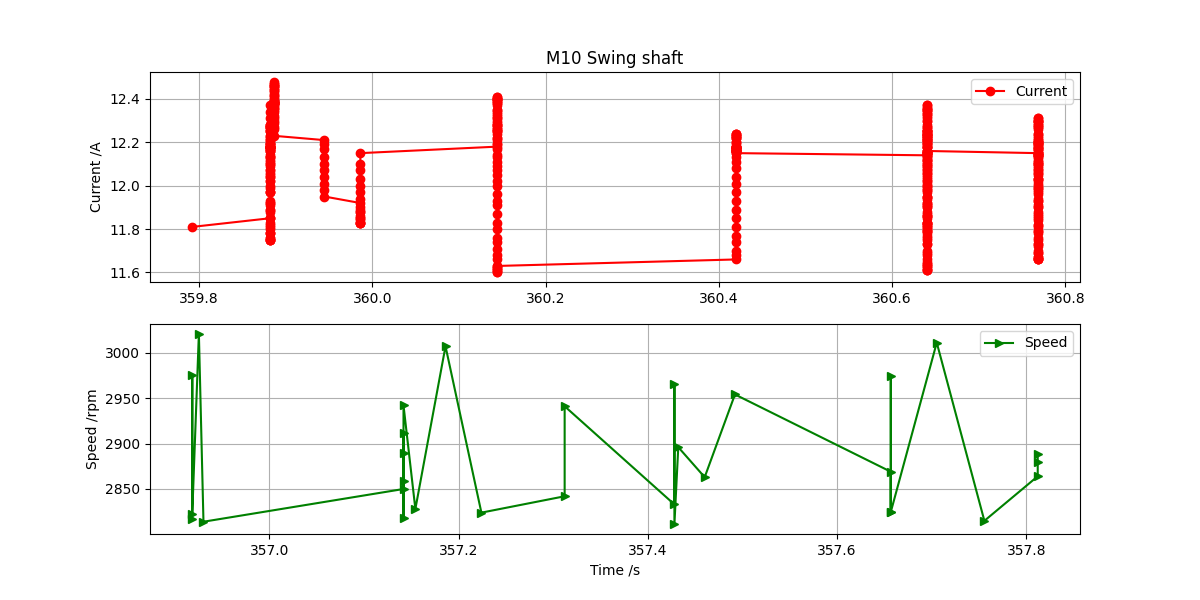 M10 Swing shaft
Current /A
12.4
12.2
12.0
11.8
11.6
Current
359.8 360.0 360.2 360.4 360.6 360.8
Speed /rpm
3000
2950
2900
2850
Speed
357.0 357.2 357.4 357.6 357.8
Time /s